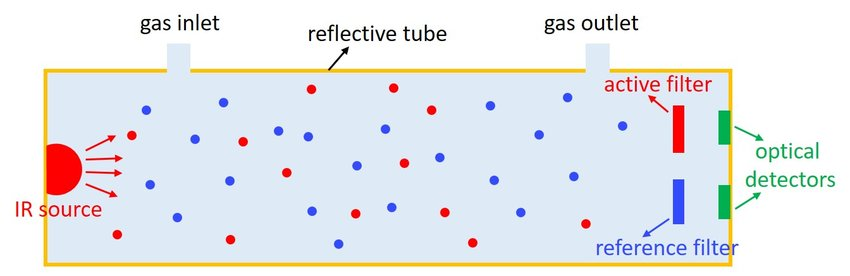 gas inlet
reflective tube
gas outlet
active filter
optical
detectors
IR source
reference filter